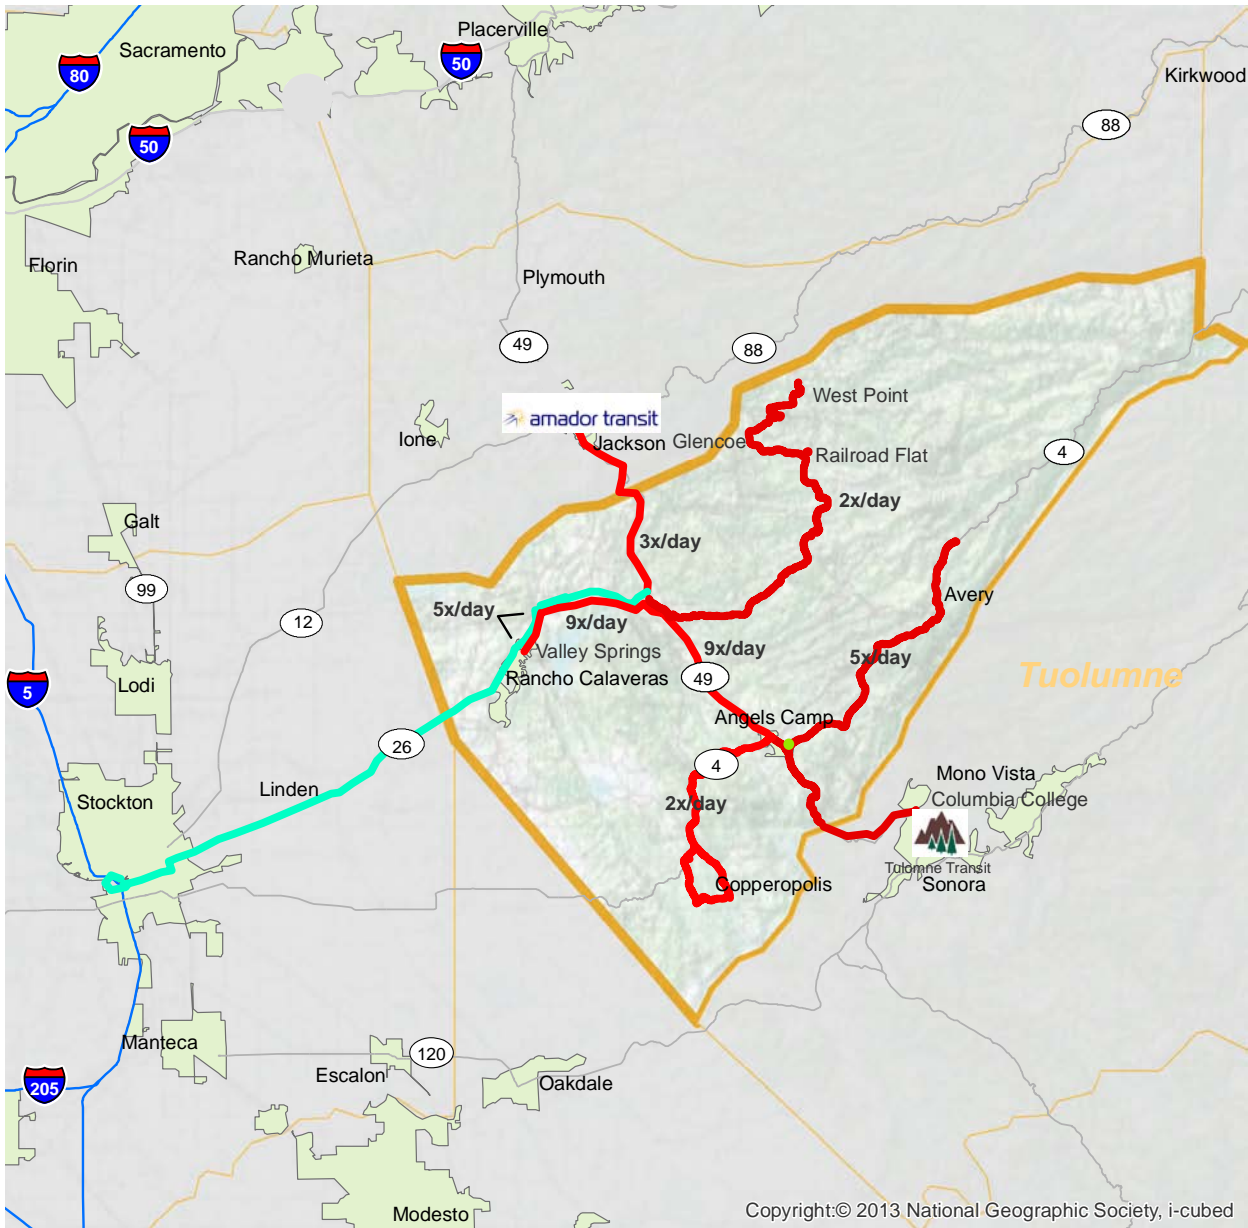 Placerville
Sacramento
80
50
50
Kirkwood
88
Florin
Rancho Murieta
Plymouth
49
88
amador transit
West Point
Ione
Jackson
Glencoe
Railroad Flat
4
2x/day
Galt
3x/day
99
12
5x/day
9x/day
Avery
Valley Springs
9x/day
5x/day
Rancho Calaveras
49
Tuolumne
5
Lodi
Angels Camp
26
4
Linden
Stockton
2x/day
Mono Vista
Columbia College
Tulomne Transit
Copperopolis
Sonora
Manteca
120
Escalon
Oakdale
205
Modesto
Copyright:© 2013 National Geographic Society, i-cubed